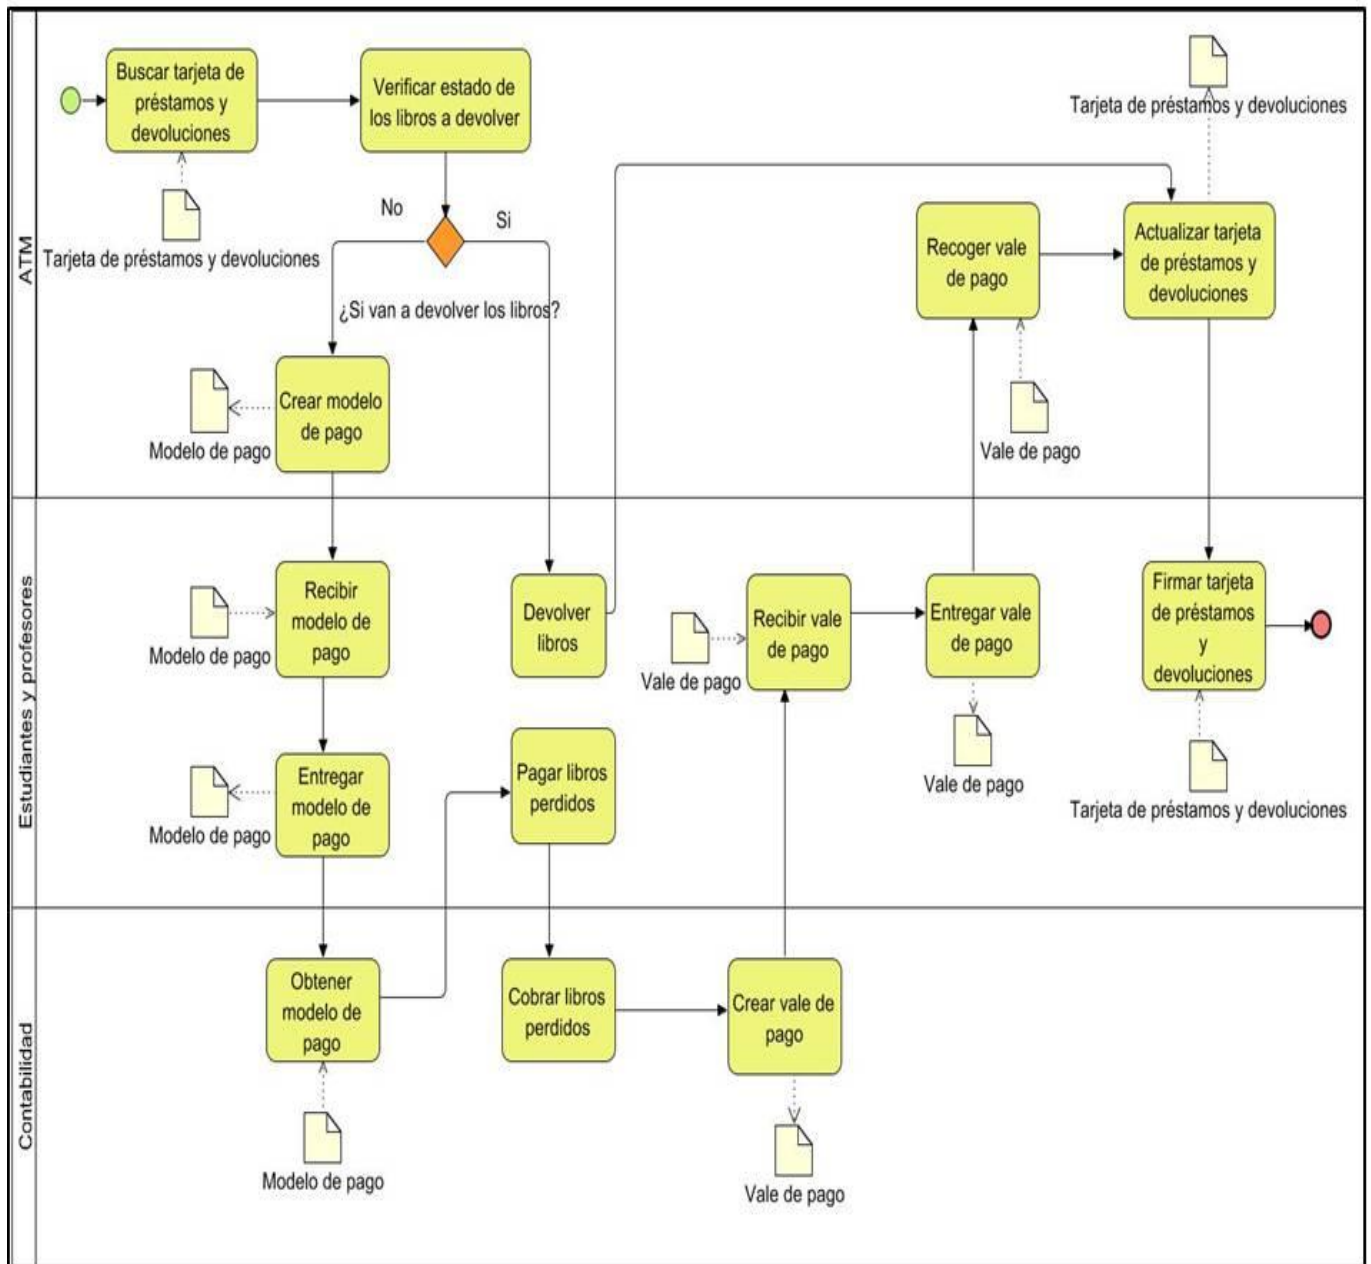 ATM
Buscar tarjeta de
préstamos y
devoluciones
Verificar estado de
los libros a devolver
Tarjeta de préstamos y devoluciones
No
Si
¿Si van a devolver los libros?
Crear modelo
de pago
Modelo de pago
Recoger vale
de pago
Vale de pago
Actualizar tarjeta
de préstamos y
devoluciones
Tarjeta de préstamos y devoluciones
Estudiantes y profesores
Recibir
modelo de
pago
Modelo de pago
Entregar
modelo de
pago
Modelo de pago
Devolver
libros
Pagar libros
perdidos
Recibir vale
de pago
Vale de pago
Entregar vale
de pago
Vale de pago
Firmar tarjeta
de préstamos
y
devoluciones
Tarjeta de préstamos y devoluciones
Contabilidad
Obtener
modelo de
pago
Modelo de pago
Cobrar libros
perdidos
Crear vale de
pago
Vale de pago